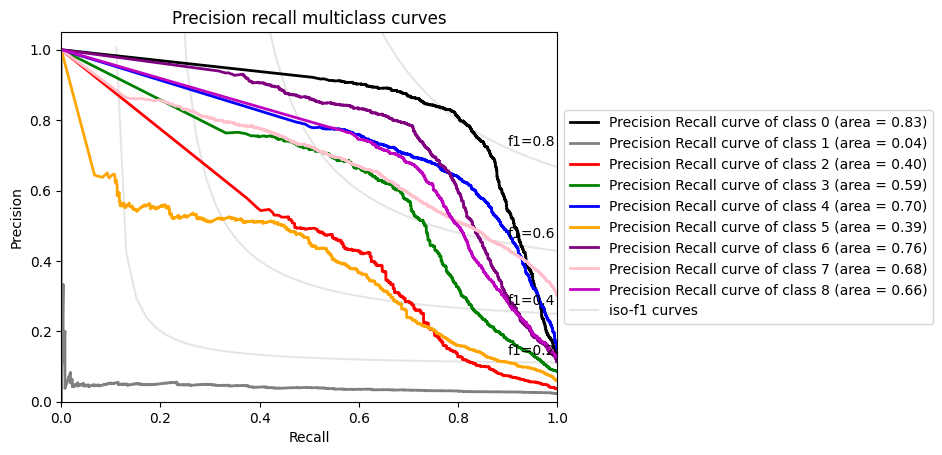 Precision recall multiclass curves
1.0
0.8
0.6
0.4
0.2
0.0
Precision
f1=0.8
f1=0.6
f1=0.4
f1=0.2
0.0 0.2 0.4 0.6 0.8 1.0
Recall
Precision Recall curve of class 0 (area = 0.83)
Precision Recall curve of class 1 (area = 0.04)
Precision Recall curve of class 2 (area = 0.40)
Precision Recall curve of class 3 (area = 0.59)
Precision Recall curve of class 4 (area = 0.70)
Precision Recall curve of class 5 (area = 0.39)
Precision Recall curve of class 6 (area = 0.76)
Precision Recall curve of class 7 (area = 0.68)
Precision Recall curve of class 8 (area = 0.66)
iso-f1 curves